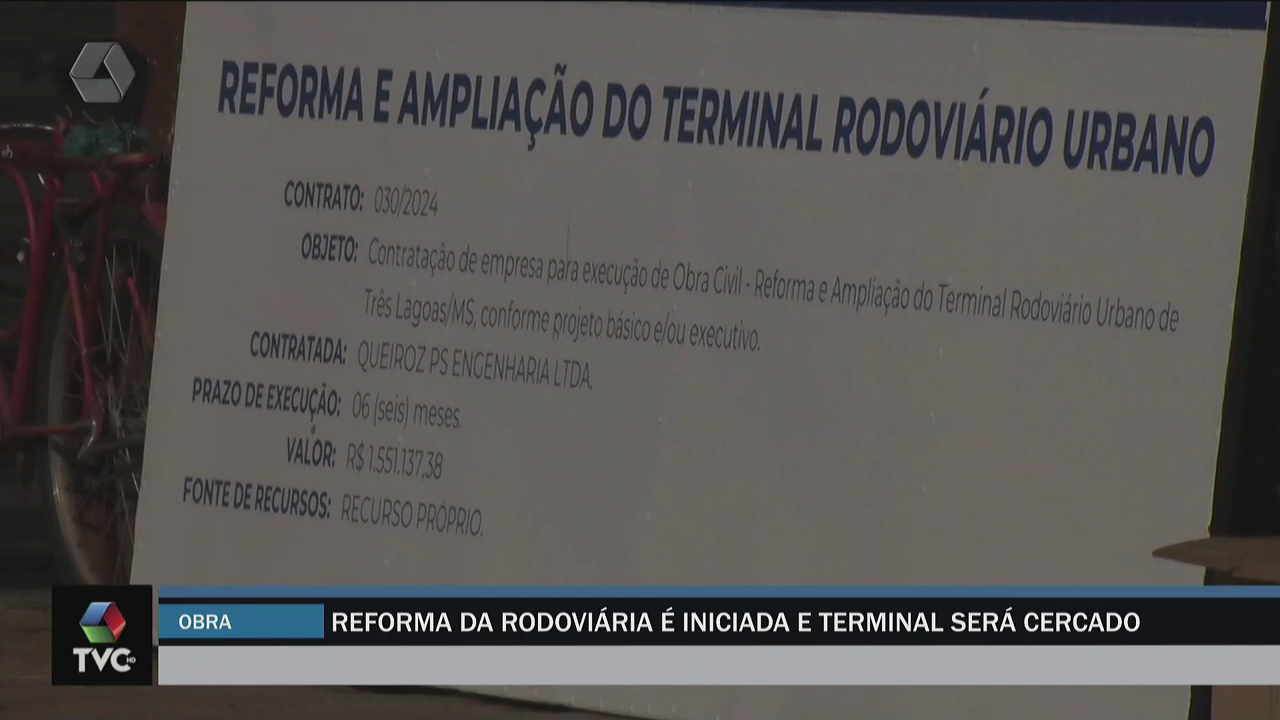 REFORMA E AMPLIAÇÃO DO TERMINAL RODOVIÁRIO URBANO
CONTRATO: 030/2024
OBJETO: Contratação de empresa para execução de Obra Civil - Reforma e Ampliação do Terminal Rodoviário Urbano de
Três Lagoas/MS, conforme projeto básico e/ou executivo.
CONTRATADA: QUEIROZ PS ENGENHARIA LTDA.
PRAZO DE EXECUÇÃO: 06 (seis) meses.
VALOR: R$ 1.551.137,38
FONTE DE RECURSOS: RECURSO PRÓPRIO.
OBRA REFORMA DA RODOVIÁRIA É INICIADA E TERMINAL SERÁ CERCADO
TVC HD